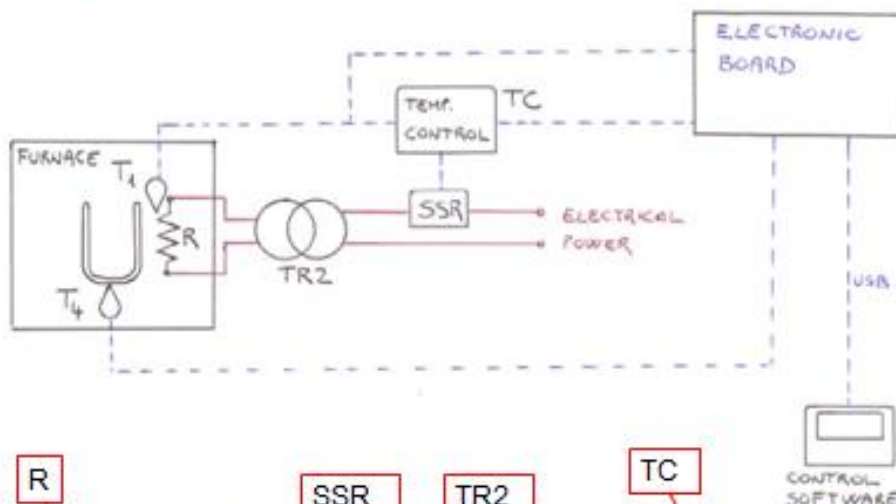 ELECTRONIC
BOARD
TEMP.
CONTROL
TC
FURNACE
T1
SSR
ELECTRICAL
POWER
R
TR2
T4
USB
CONTROL
SOFTWARE
R
SSR
TR2
TC